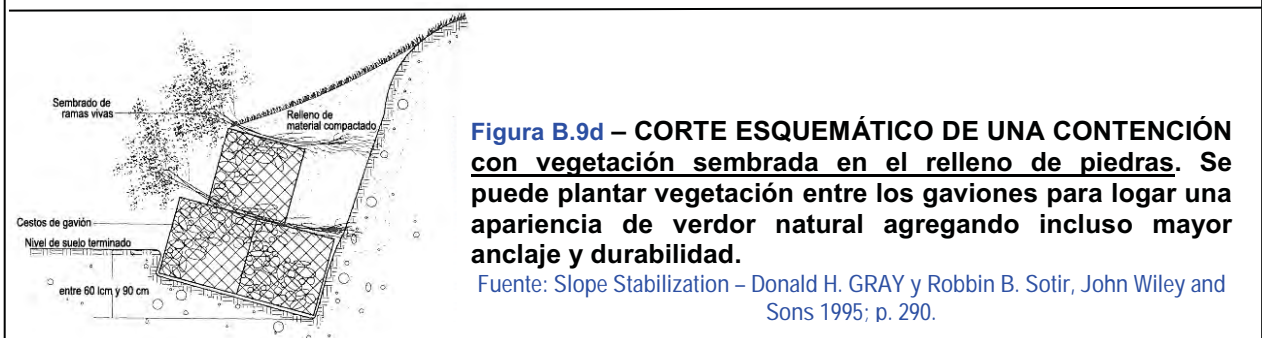 Sembrado de
ramas vivas
Relleno de
material compactado
Cestos de gavión
Nivel de suelo terminado
entre 60 lcm y 90 cm
Figura B.9d – CORTE ESQUEMÁTICO DE UNA CONTENCIÓN
con vegetación sembrada en el relleno de piedras. Se
puede plantar vegetación entre los gaviones para logar una
apariencia de verdor natural agregando incluso mayor
anclaje y durabilidad.
Fuente: Slope Stabilization – Donald H. GRAY y Robbin B. Sotir, John Wiley and
Sons 1995; p. 290.